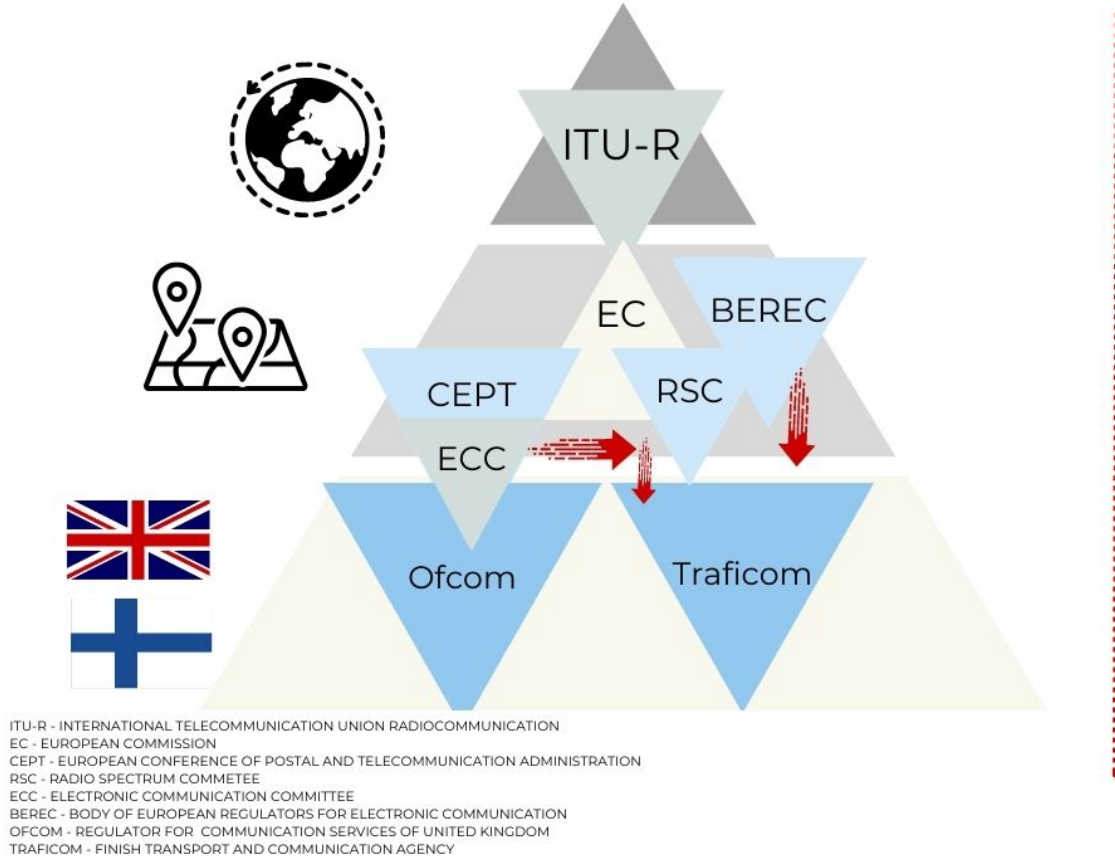 ITU-R
EC
BEREC
CEPT
RSC
ECC
Ofcom
Traficom
ITU-R - INTERNATIONAL TELECOMMUNICATION UNION RADIOCOMMUNICATION
EC - EUROPEAN COMMISSION
CEPT - EUROPEAN CONFERENCE OF POSTAL AND TELECOMMUNICATION ADMINISTRATION
RSC - RADIO SPECTRUM COMMETEE
ECC - ELECTRONIC COMMUNICATION COMMITTEE
BEREC - BODY OF EUROPEAN REGULATORS FOR ELECTRONIC COMMUNICATION
OFCOM - REGULATOR FOR COMMUNICATION SERVICES OF UNITED KINGDOM
TRAFICOM - FINISH TRANSPORT AND COMMUNICATION AGENCY